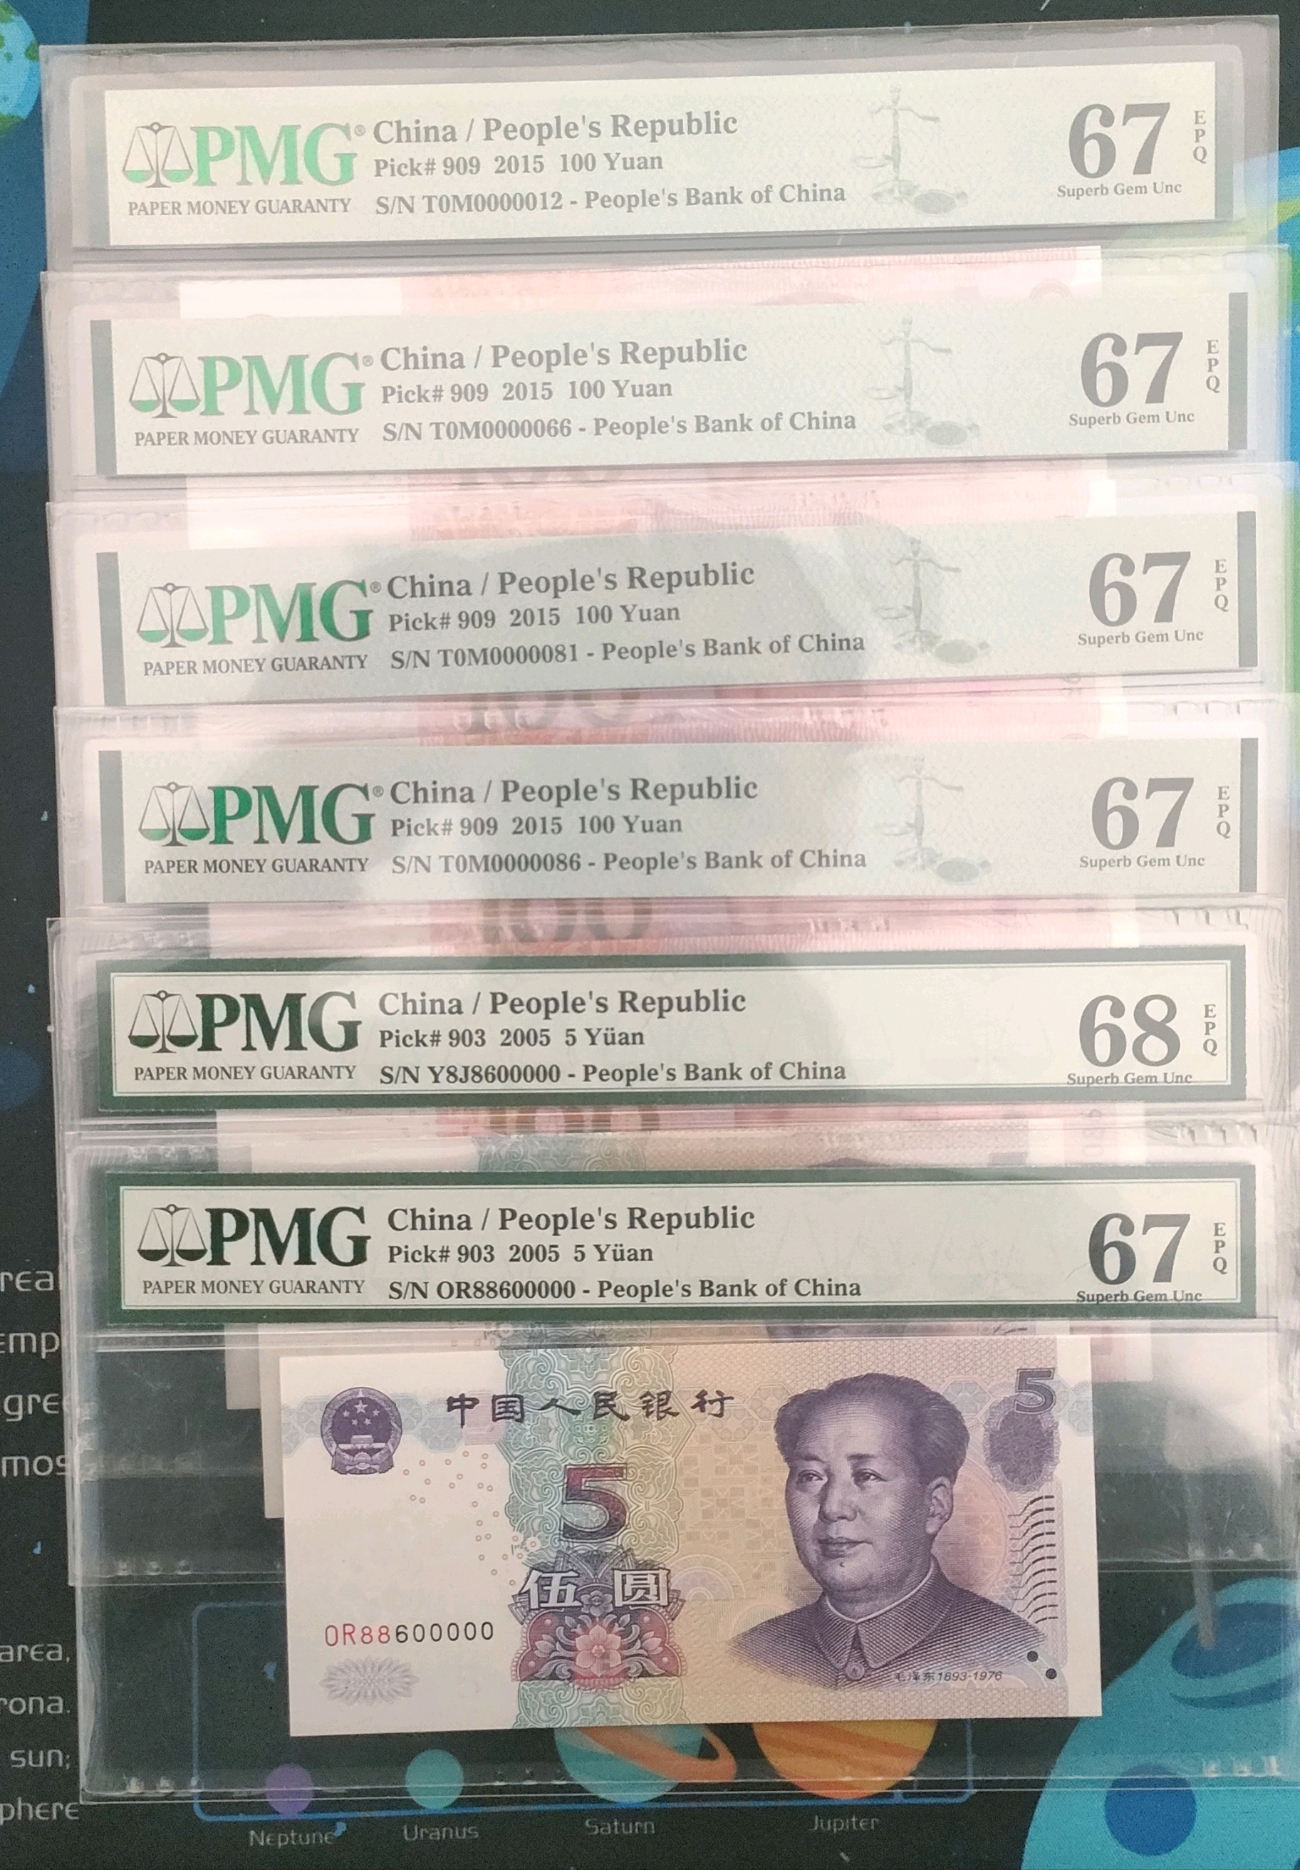 PMG® China / People's Republic
Pick# 909 2015 100 Yuan
PAPER MONEY GUARANTY S/N T0M0000012 - People's Bank of China
67 EPQ
Superb Gem Unc
PMG® China / People's Republic
Pick# 909 2015 100 Yuan
PAPER MONEY GUARANTY S/N T0M0000066 - People's Bank of China
67 EPQ
Superb Gem Unc
100
PMG® China / People's Republic
Pick# 909 2015 100 Yuan
PAPER MONEY GUARANTY S/N T0M0000081 - People's Bank of China
67 EPQ
Superb Gem Unc
100
PMG® China / People's Republic
Pick# 909 2015 100 Yuan
PAPER MONEY GUARANTY S/N T0M0000086 - People's Bank of China
67 EPQ
Superb Gem Unc
100
PMG China / People's Republic
Pick# 903 2005 5 Yüan
PAPER MONEY GUARANTY S/N Y8J8600000 - People's Bank of China
68 EPQ
Superb Gem Unc
100
PMG China / People's Republic
Pick# 903 2005 5 Yüan
PAPER MONEY GUARANTY S/N OR88600000 - People's Bank of China
67 EPQ
Superb Gem Unc
中国人民银行
5
5
伍圆
OR88600000
毛泽东1893-1976
mos
area,
sun;
Neptune
Uranus
Saturn
Jupiter